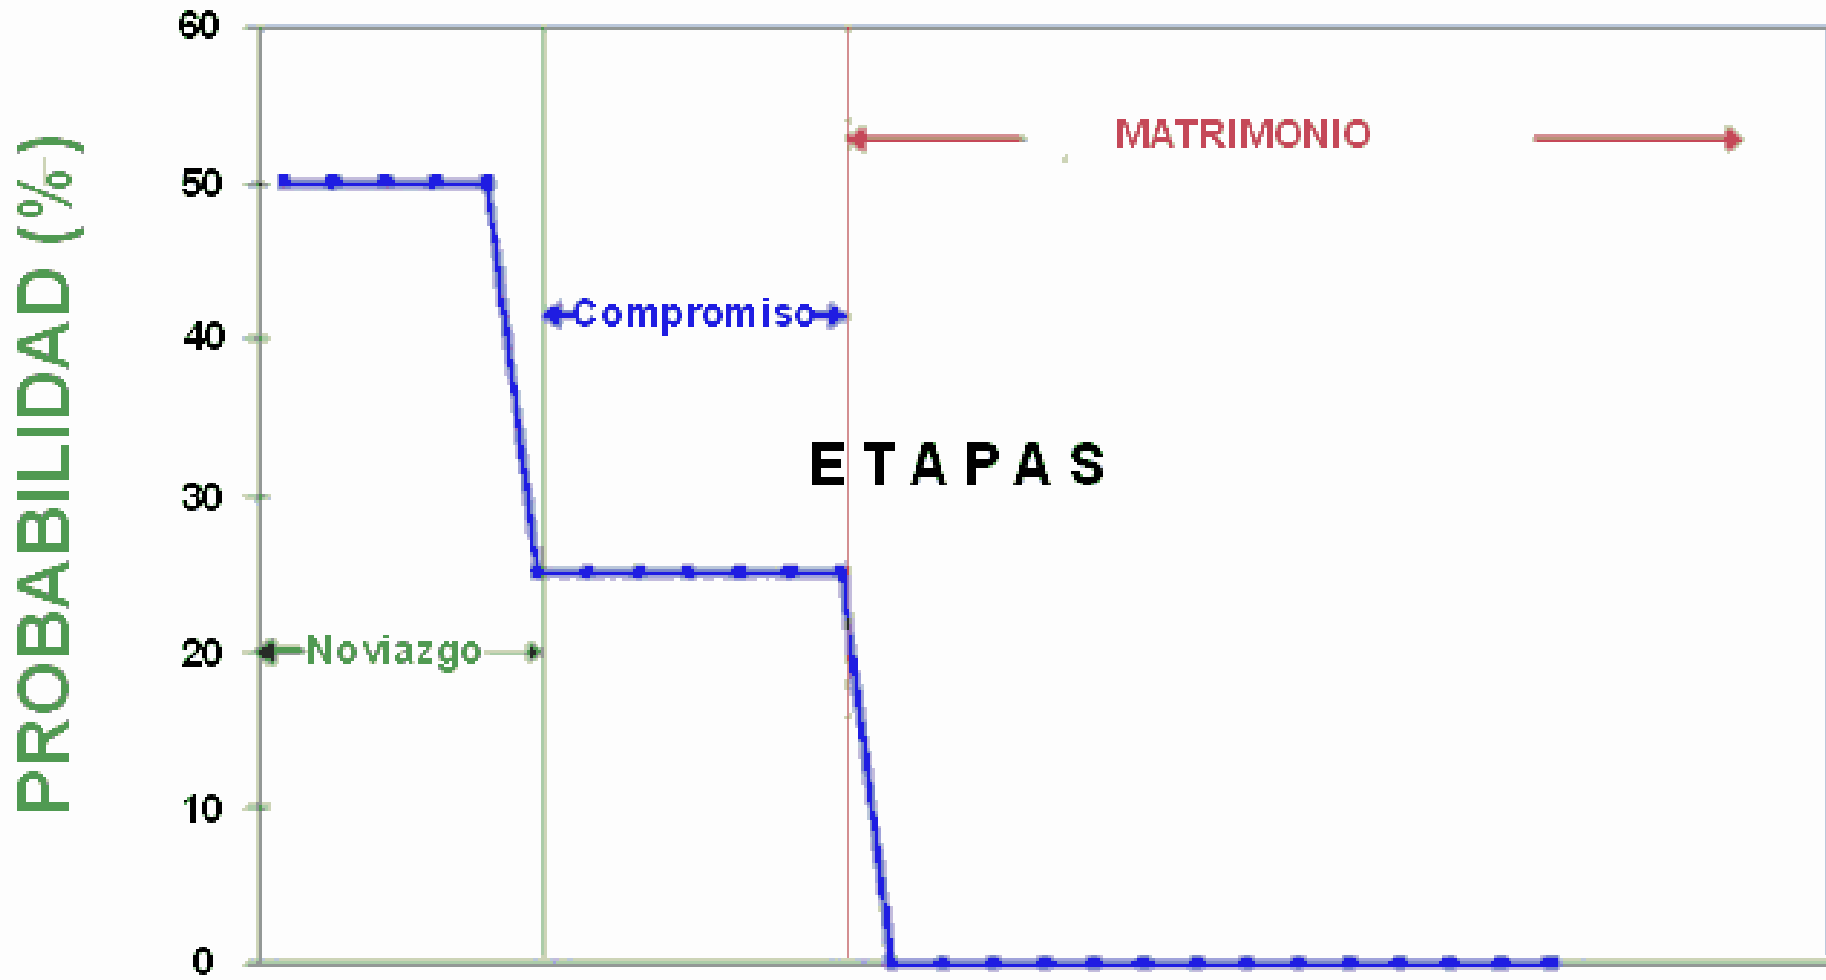 PROBABILIDAD (%)
60
50
40
30
20
10
0
MATRIMONIO
Compromiso
ETAPAS
Noviazgo